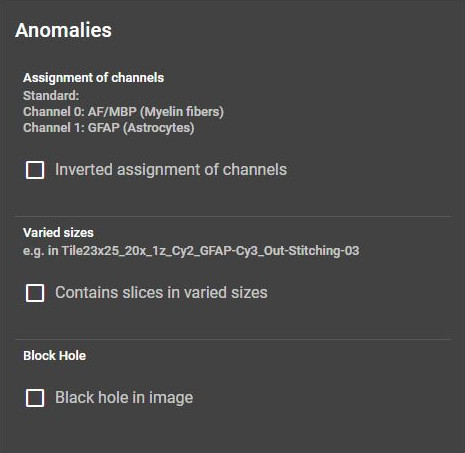 Anomalies
Assignment of channels
Standard:
Channel 0: AF/MBP (Myelin fibers)
Channel 1: GFAP (Astrocytes)
Inverted assignment of channels
Varied sizes
e.g. in Tile23x25_20x_1z_Cy2_GFAP-Cy3_Out-Stitching-03
Contains slices in varied sizes
Block Hole
Black hole in image